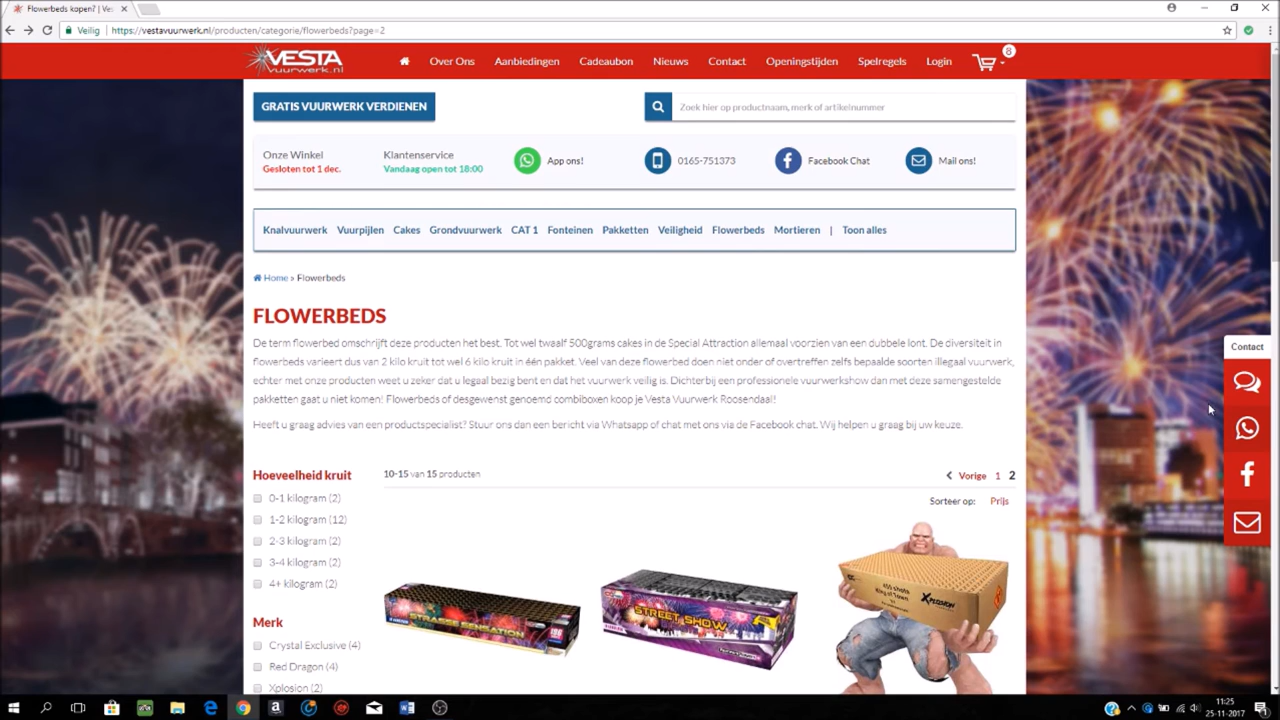 Flowerbeds kopen? | Ves
Veilig
https://vestavuurwerk.nl/producten/categorie/flowerbeds?page=2
VESTA
vuurwerk.nl
Over Ons
Aanbiedingen
Cadeaubon
Nieuws
Contact
Openingstijden
Spelregels
Login
8
GRATIS VUURWERK VERDIENEN
Zoek hier op productnaam, merk of artikelnummer
Onze Winkel
Gesloten tot 1 dec.
Klantenservice
Vandaag open tot 18:00
App ons!
0165-751373
Facebook Chat
Mail ons!
Knalvuurwerk Vuurpijlen Cakes Grondvuurwerk CAT 1 Fonteinen Pakketten Veiligheid Flowerbeds Mortieren | Toon alles
Home » Flowerbeds
FLOWERBEDS
De term flowerbed omschrijft deze producten het best. Tot wel twaalf 500grams cakes in de Special Attraction allemaal voorzien van een dubbele lont. De diversiteit in
flowerbeds varieert dus van 2 kilo kruit tot wel 6 kilo kruit in één pakket. Veel van deze flowerbed doen niet onder of overtreffen zelfs bepaalde soorten illegaal vuurwerk,
echter met onze producten weet u zeker dat u legaal bezig bent en dat het vuurwerk veilig is. Dichterbij een professionele vuurwerkshow dan met deze samengestelde
pakketten gaat u niet komen! Flowerbeds of desgewenst genoemd combiboxen koop je Vesta Vuurwerk Roosendaal!
Heeft u graag advies van een productspecialist? Stuur ons dan een bericht via Whatsapp of chat met ons via de Facebook chat. Wij helpen u graag bij uw keuze.
Contact
Hoeveelheid kruit
0-1 kilogram (2)
1-2 kilogram (12)
2-3 kilogram (2)
3-4 kilogram (2)
4+ kilogram (2)
Merk
Crystal Exclusive (4)
Red Dragon (4)
Xplosion (2)
10-15 van 15 producten
Vorige 1 2
Sorteer op: Prijs
STRASSE SENSATION
STREET SHOW
455 shots
King of Town
XPLOSION
11:25
25-11-2017